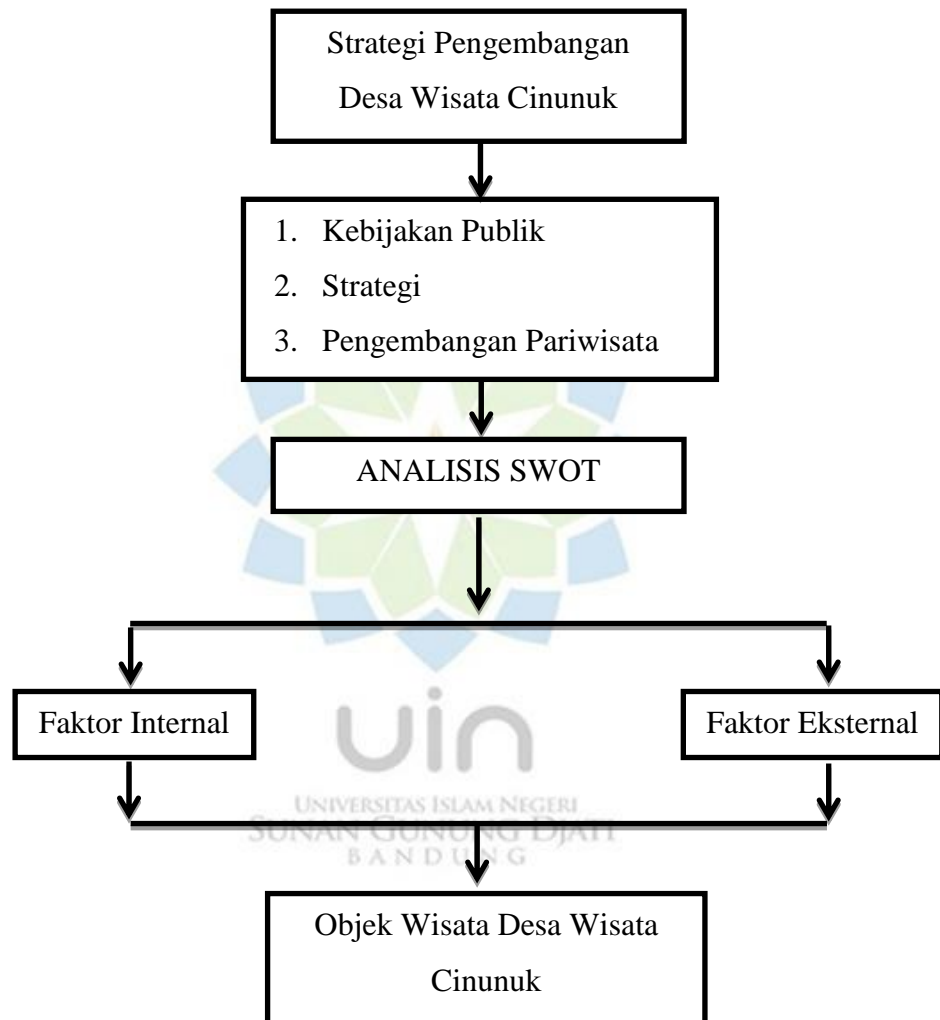 Strategi Pengembangan
Desa Wisata Cinunuk
1. Kebijakan Publik
2. Strategi
3. Pengembangan Pariwisata
ANALISIS SWOT
Faktor Internal
Faktor Eksternal
uin
UNIVERSITAS ISLAM NEGERI
SUNAN GUNUNG DJATI
BANDUNG
Objek Wisata Desa Wisata
Cinunuk